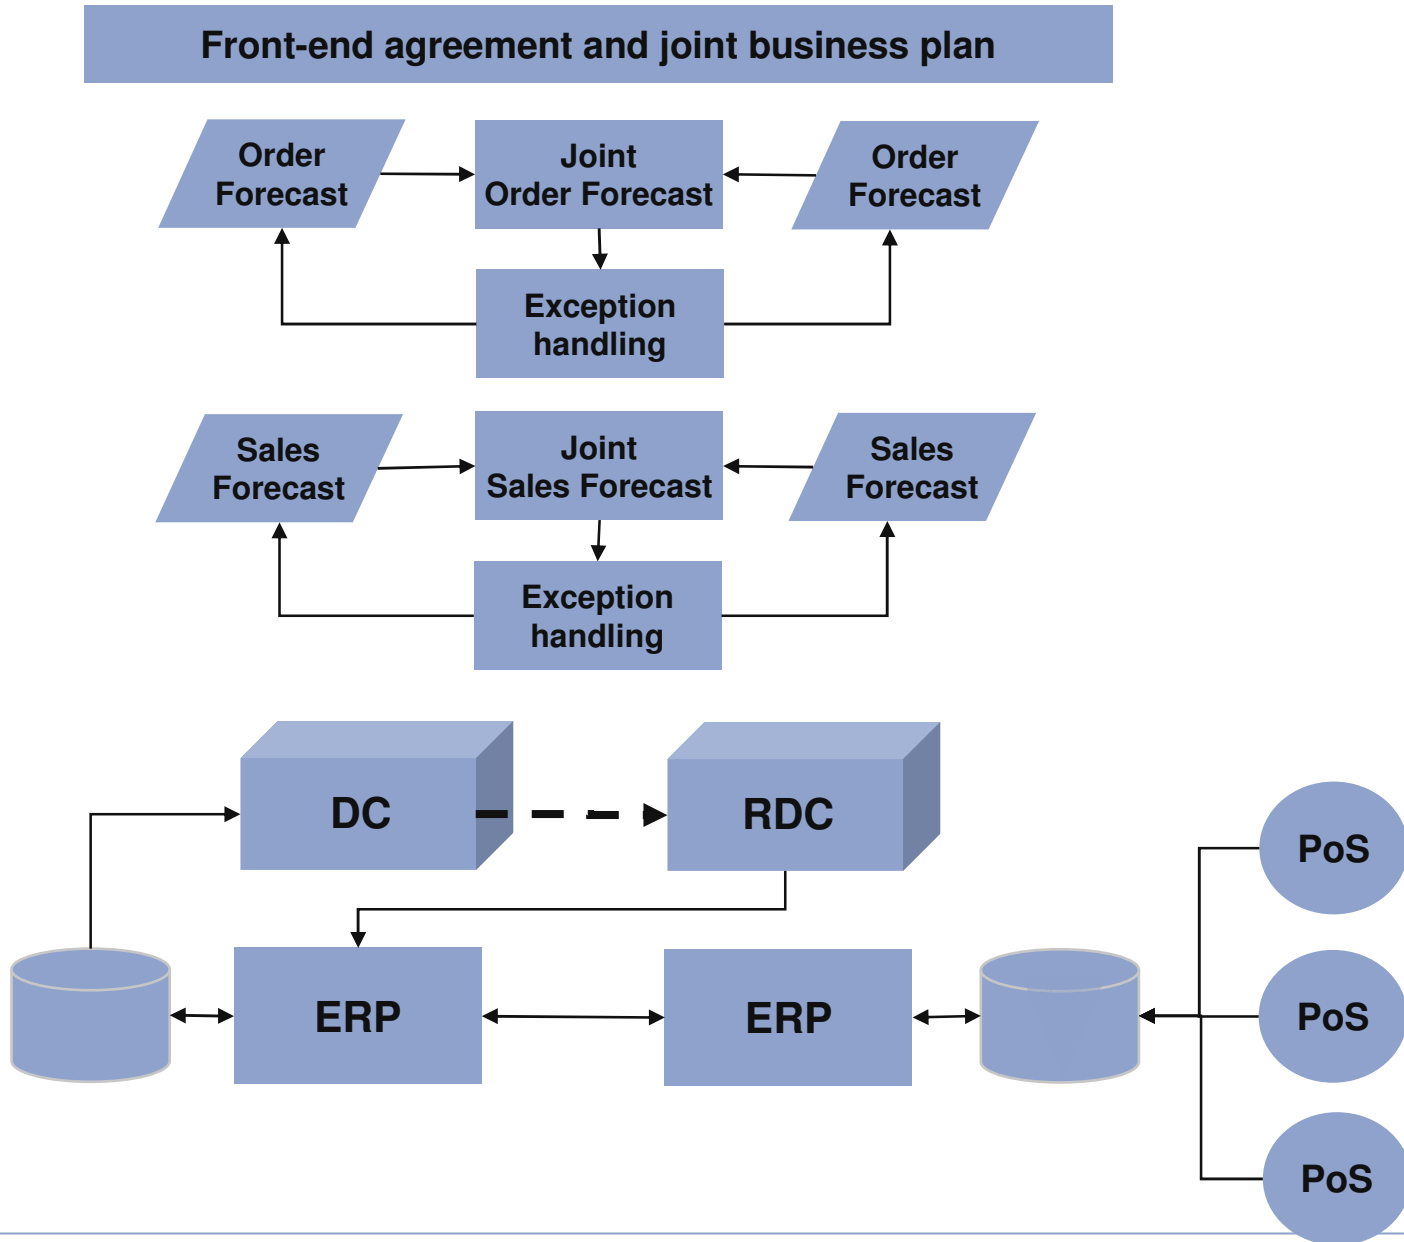 Front-end agreement and joint business plan
Order
Forecast
Joint
Order Forecast
Order
Forecast
Exception
handling
Sales
Forecast
Joint
Sales Forecast
Sales
Forecast
Exception
handling
DC
RDC
PoS
ERP
ERP
PoS
PoS